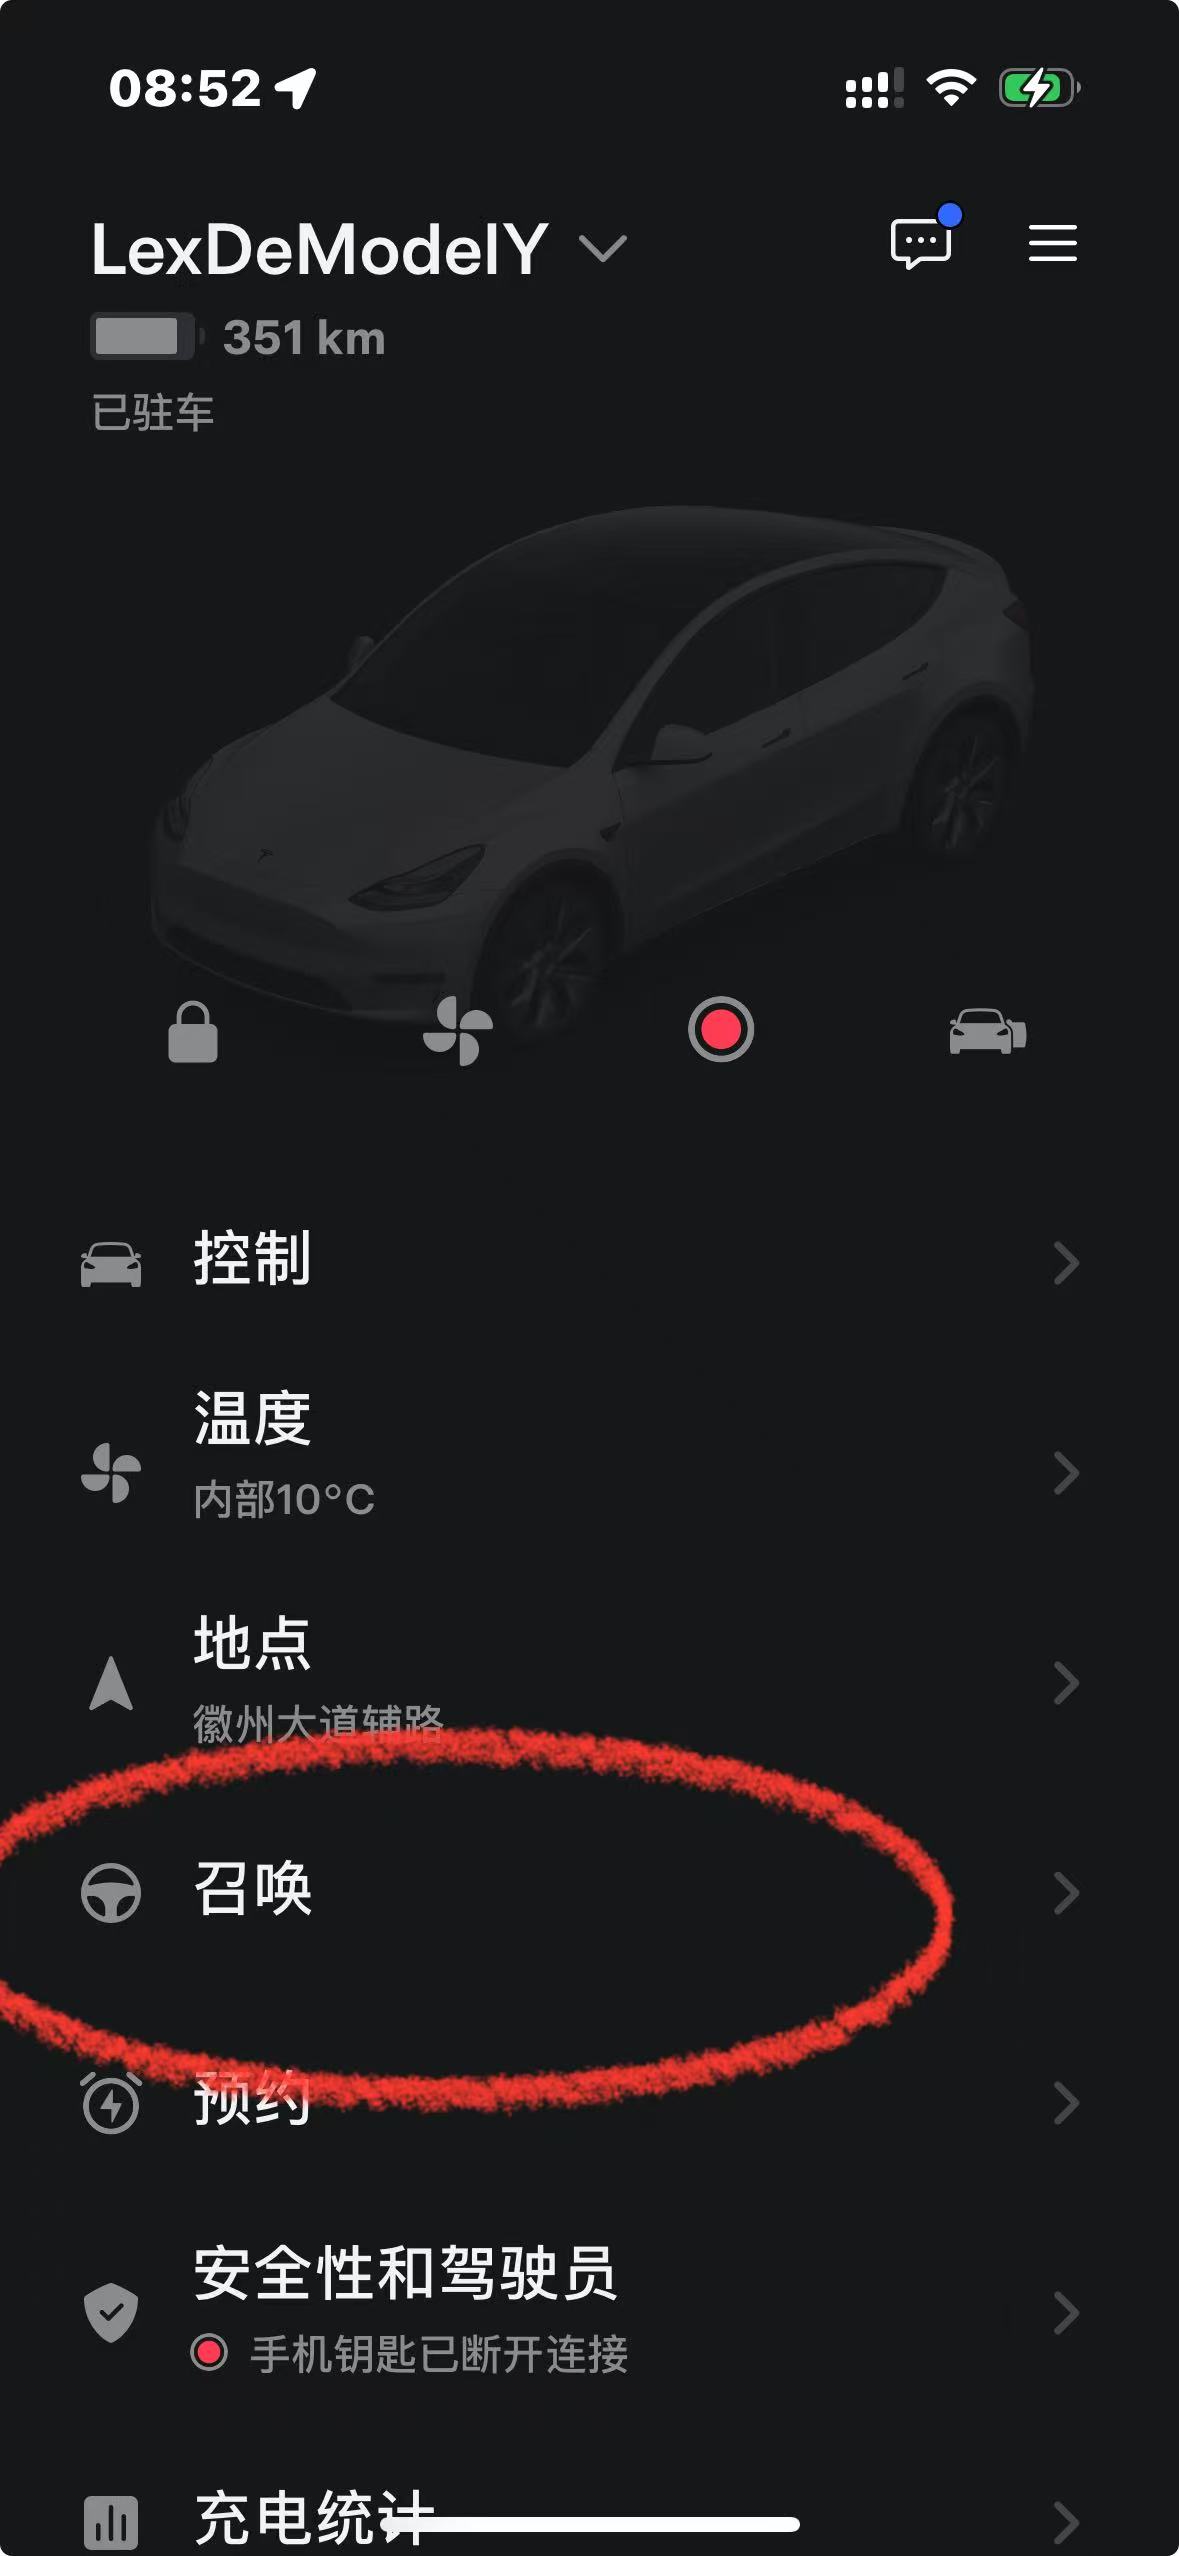 08:52
LexDeModelY
351 km
已驻车
控制
温度
内部10°C
地点
徽州大道辅路
召唤
预约
安全性和驾驶员
手机钥匙已断开连接
充电统计